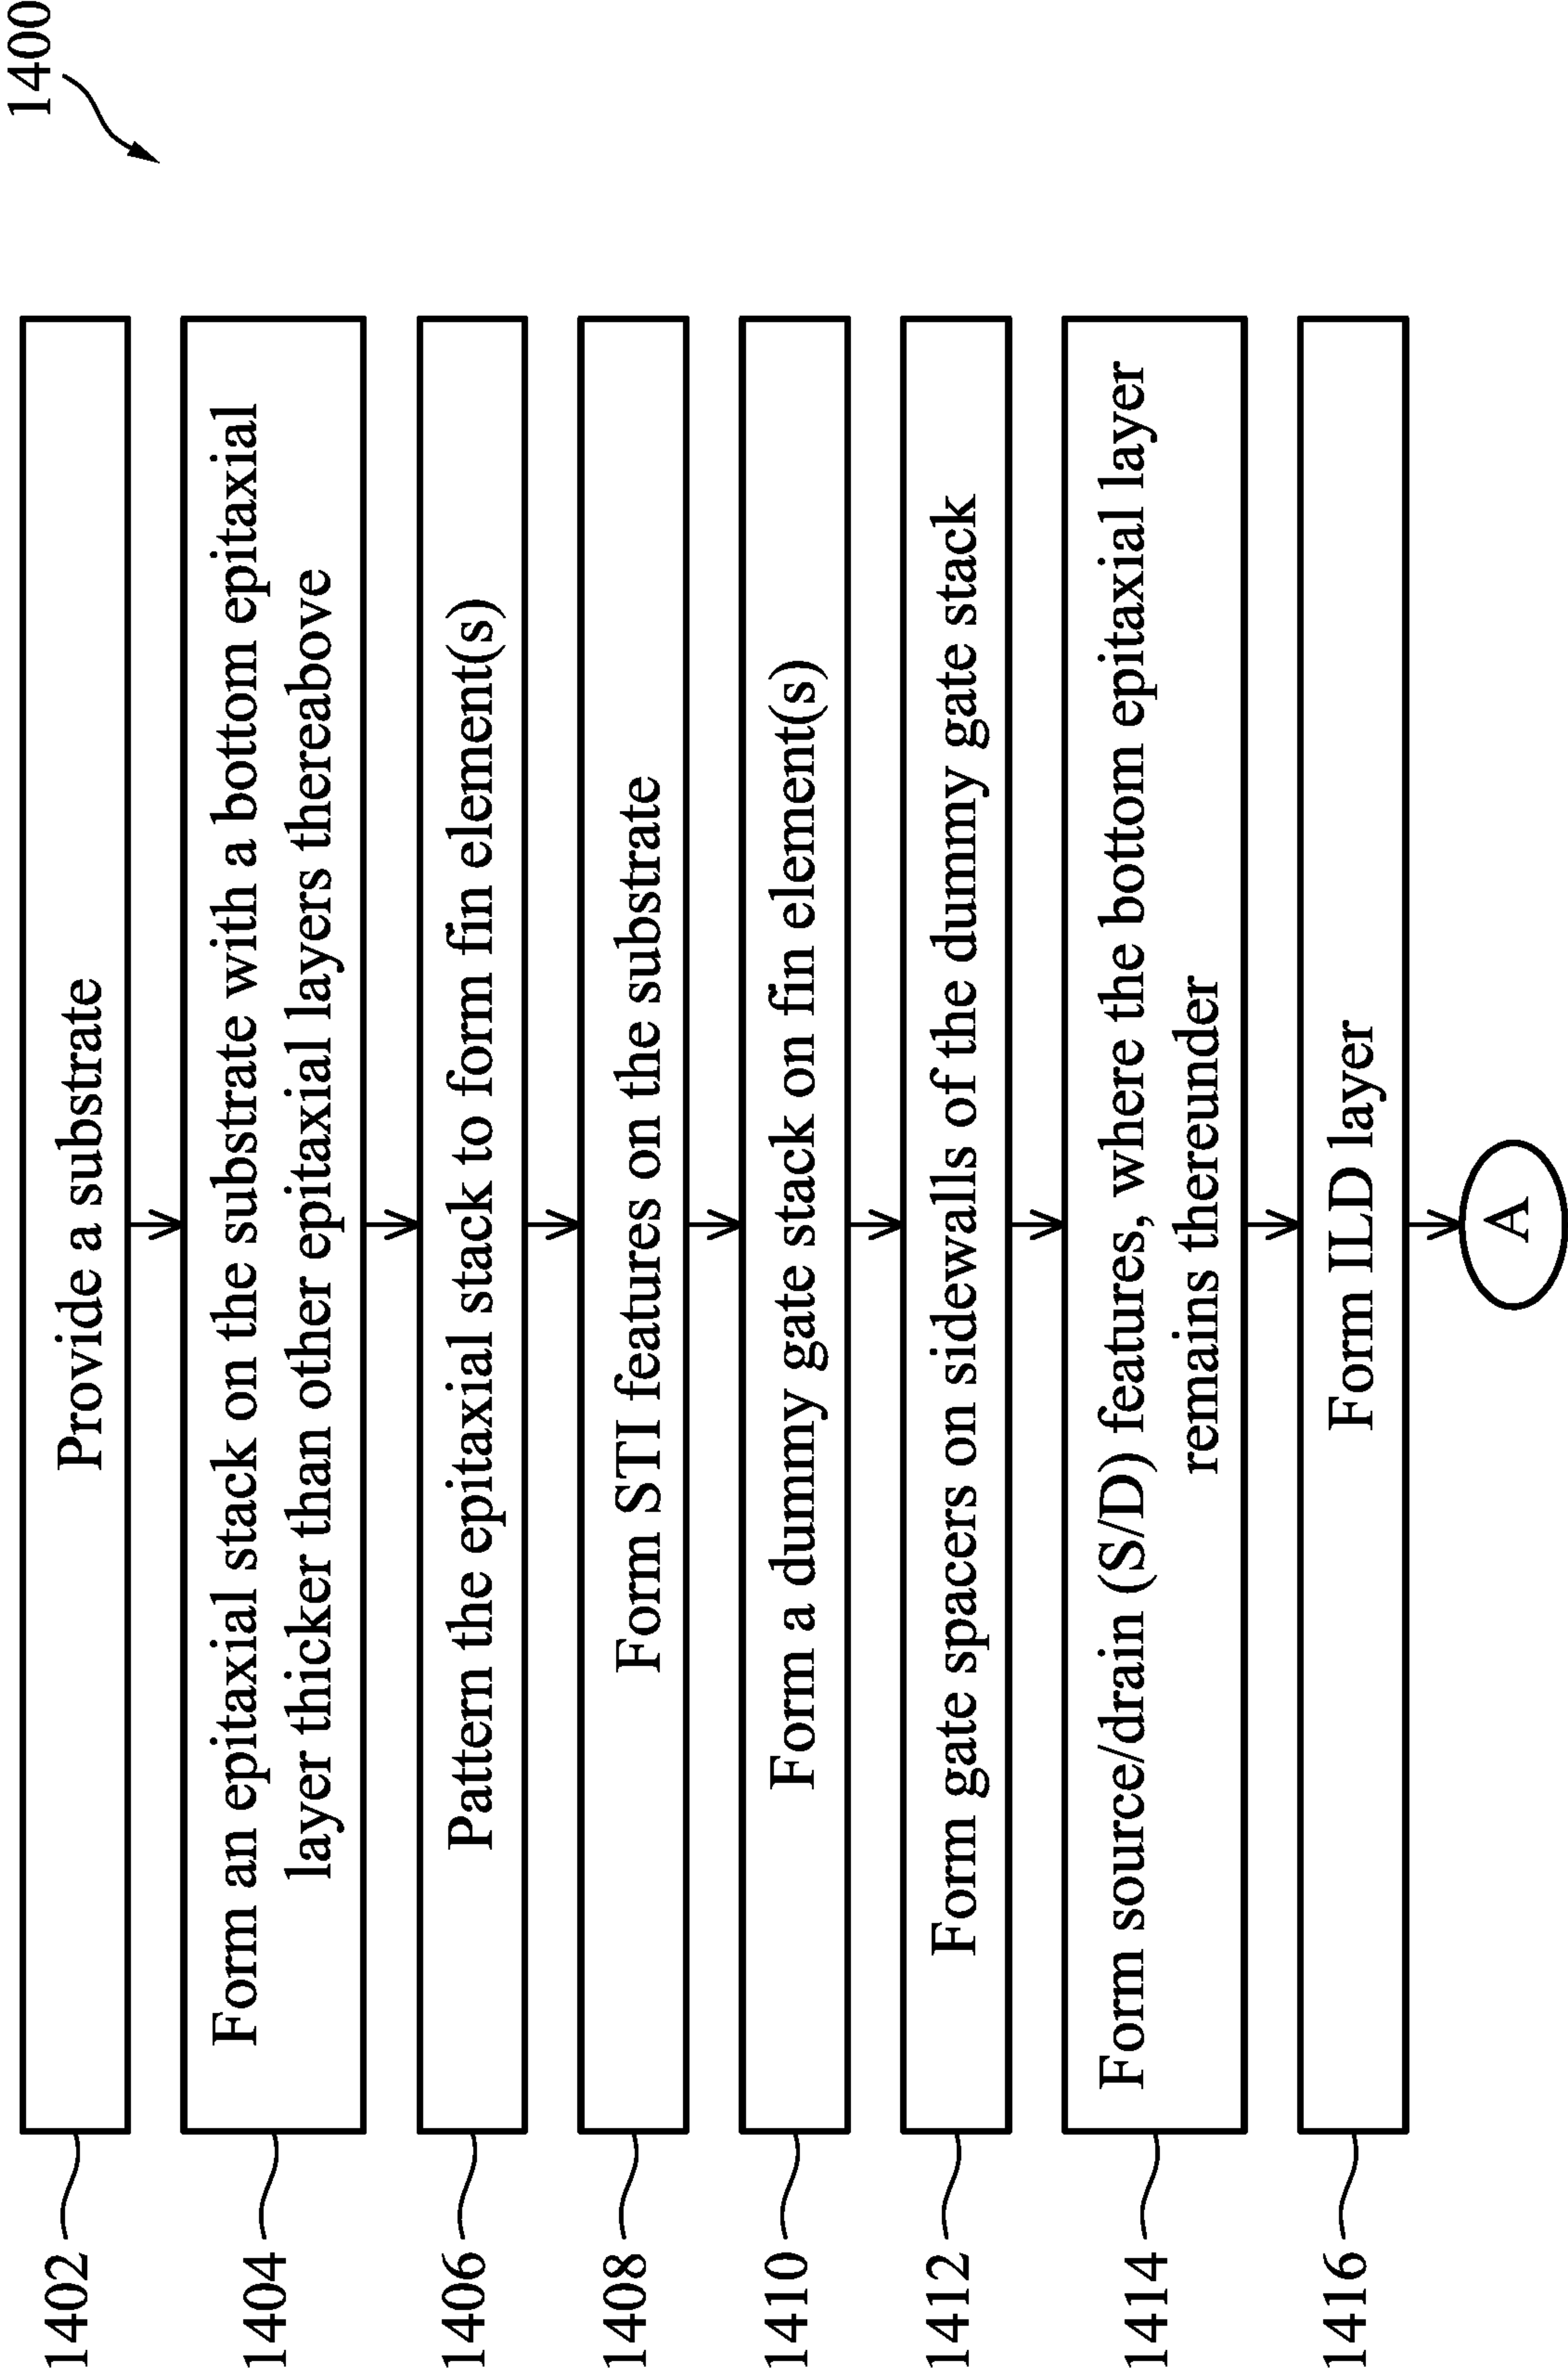 1400
1402
Provide a substrate
1404
Form an epitaxial stack on the substrate with a bottom epitaxial
layer thicker than other epitaxial layers thereabove
1406
Pattern the epitaxial stack to form fin element(s)
1408
Form STI features on the substrate
1410
Form a dummy gate stack on fin element(s)
1412
Form gate spacers on sidewalls of the dummy gate stack
1414
Form source/drain (S/D) features, where the bottom epitaxial layer
remains thereunder
1416
Form ILD layer
A